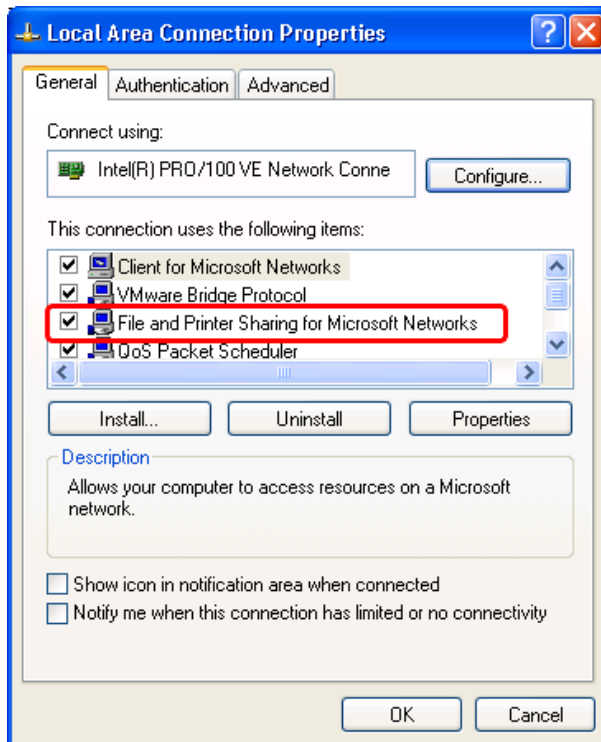 Local Area Connection Properties
General
Authentication
Advanced
Connect using:
Intel(R) PRO/100 VE Network Conne
Configure...
This connection uses the following items:
Client for Microsoft Networks
VMware Bridge Protocol
File and Printer Sharing for Microsoft Networks
QoS Packet Scheduler
Install...
Uninstall
Properties
Description
Allows your computer to access resources on a Microsoft
network.
Show icon in notification area when connected
Notify me when this connection has limited or no connectivity
OK
Cancel